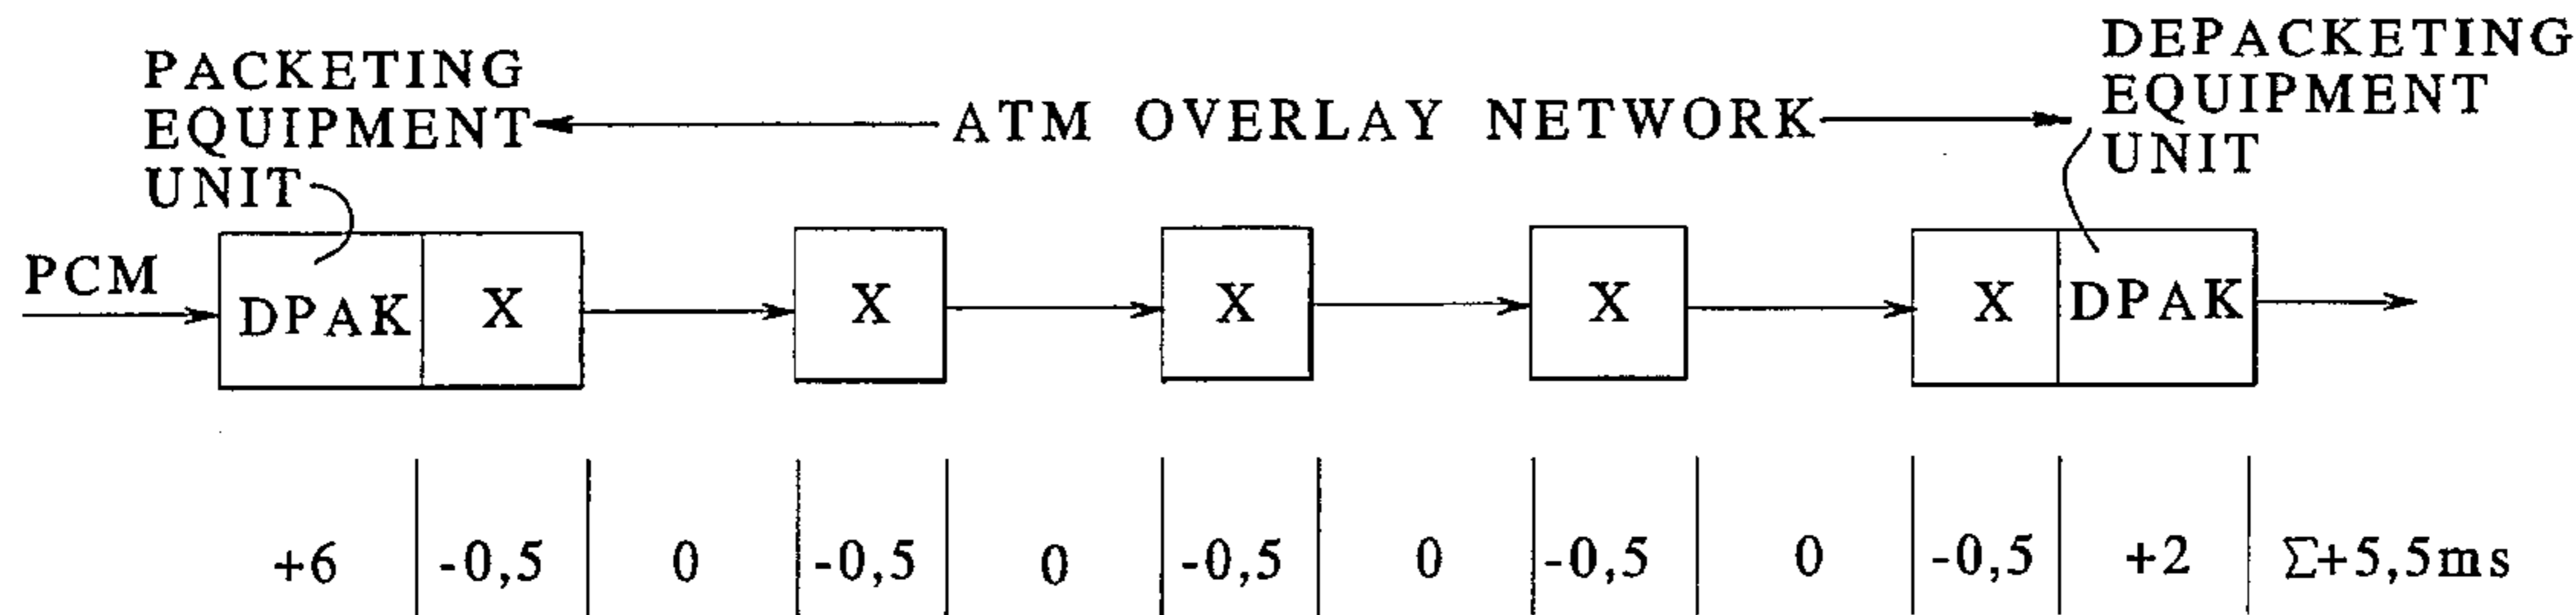 PACKETING
EQUIPMENT
UNIT
ATM OVERLAY NETWORK
DEPACKETING
EQUIPMENT
UNIT
PCM
DPAK
X
X
X
X
X
DPAK
+6
-0,5
0
-0,5
0
-0,5
0
-0,5
0
-0,5
+2
Σ+5,5ms